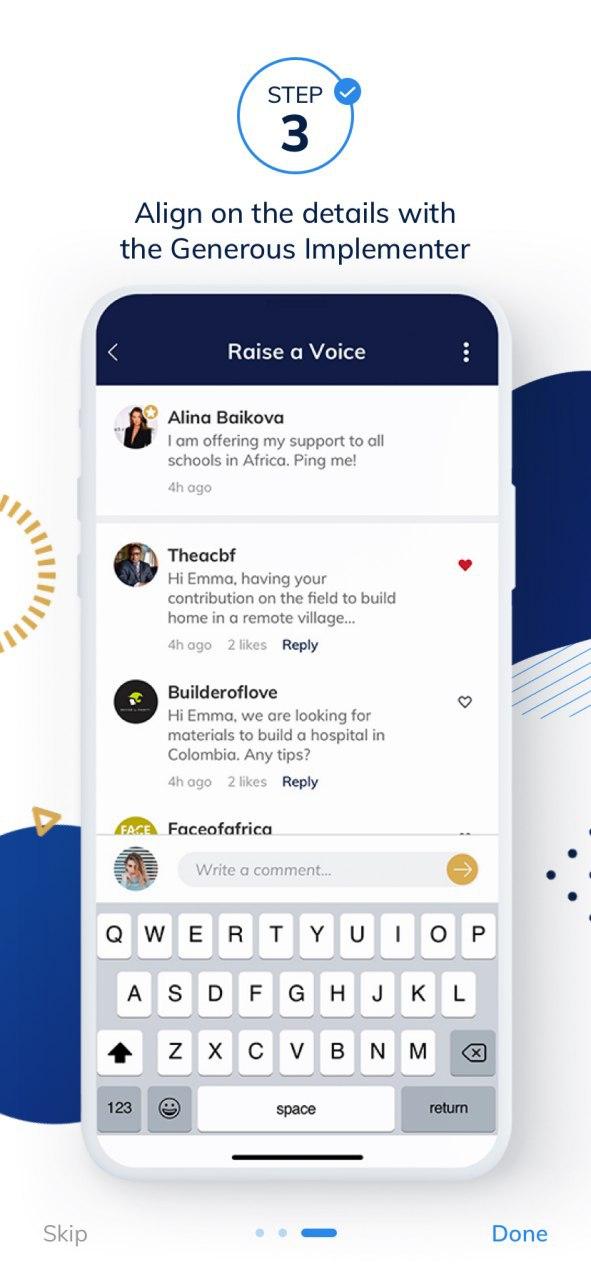 STEP
3
Align on the details with
the Generous Implementer
Raise a Voice
Alina Baikova
I am offering my support to all
schools in Africa. Ping me!
4h ago
Theacbf
Hi Emma, having your
contribution on the field to build
home in a remote village...
4h ago 2 likes Reply
Builderoflove
Hi Emma, we are looking for
materials to build a hospital in
Colombia. Any tips?
4h ago 2 likes Reply
FACE
Faceofafrica
Write a comment...
Q W E R T Y U I O P
A S D F G H J K L
Z X C V B N M
123 space return
Skip Done